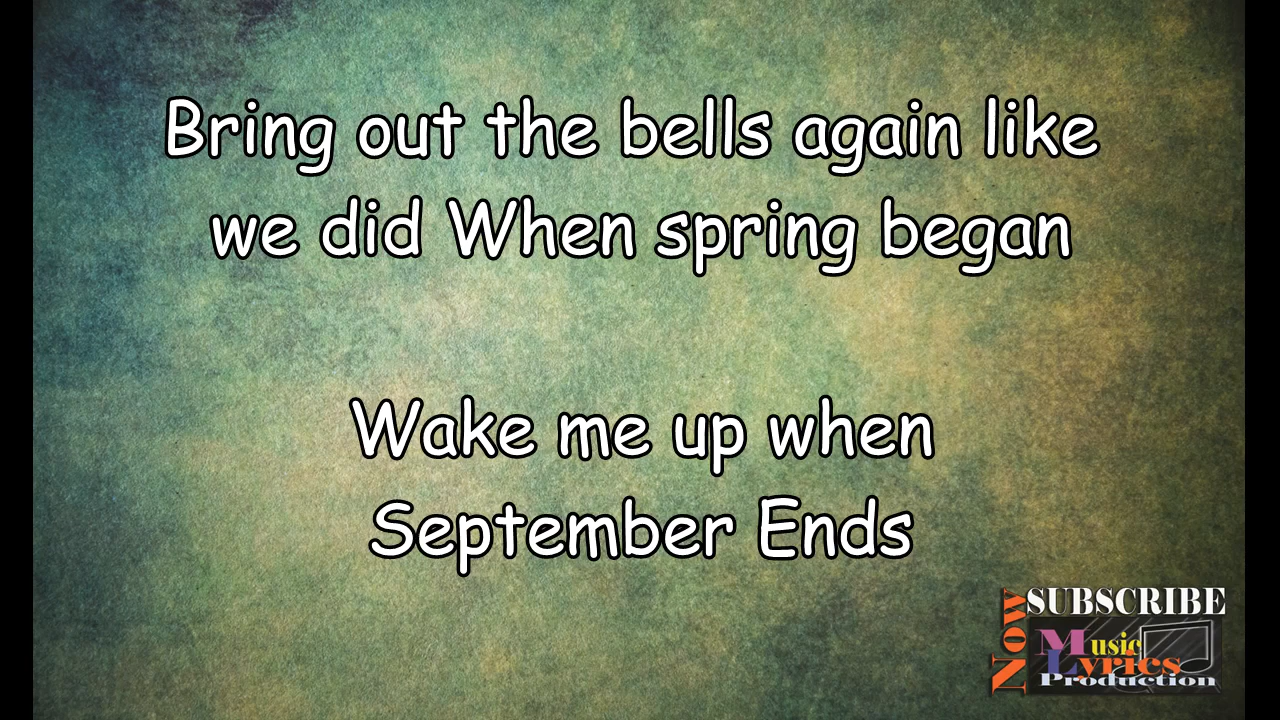 Bring out the bells again like
we did When spring began
Wake me up when
September Ends
Now
SUBSCRIBE
Music
Lyrics
Production